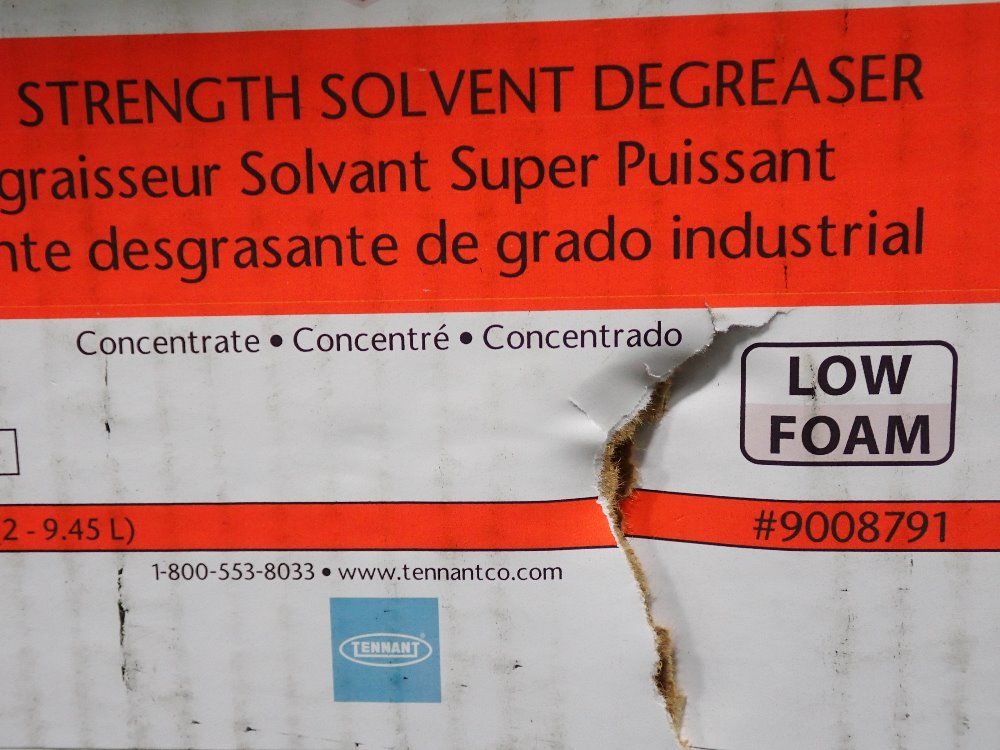 STRENGTH SOLVENT DEGREASER
graisseur Solvant Super Puissant
nte desgrasante de grado industrial
Concentrate • Concentré • Concentrado
LOW
FOAM
2 - 9.45 L)
#9008791
1-800-553-8033 • www.tennantco.com
TENNANT®